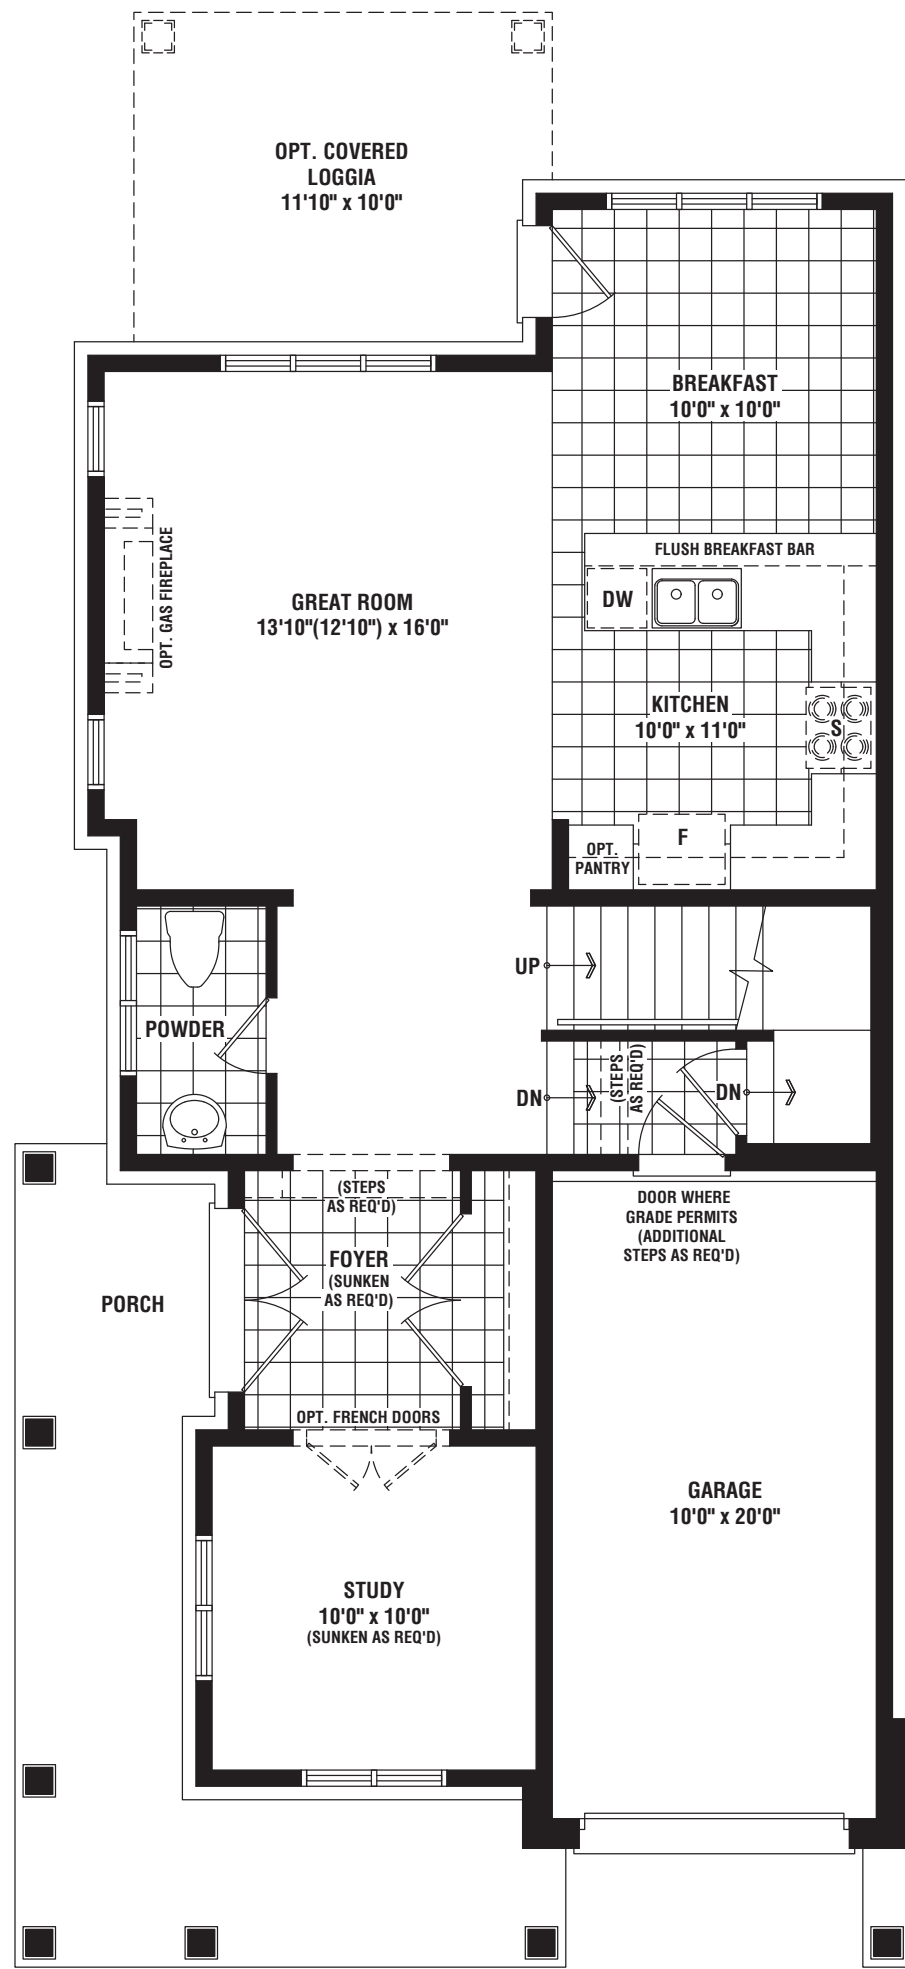 OPT. COVERED
LOGGIA
11'10" x 10'0"
BREAKFAST
10'0" x 10'0"
FLUSH BREAKFAST BAR
DW
OPT. GAS FIREPLACE
GREAT ROOM
13'10"(12'10") x 16'0"
KITCHEN
10'0" x 11'0"
S
F
OPT.
PANTRY
UP
POWDER
DN
(STEPS
AS REQ'D)
DN
(STEPS
AS REQ'D)
DOOR WHERE
GRADE PERMITS
(ADDITIONAL
STEPS AS REQ'D)
FOYER
(SUNKEN
AS REQ'D)
PORCH
OPT. FRENCH DOORS
GARAGE
10'0" x 20'0"
STUDY
10'0" x 10'0"
(SUNKEN AS REQ'D)